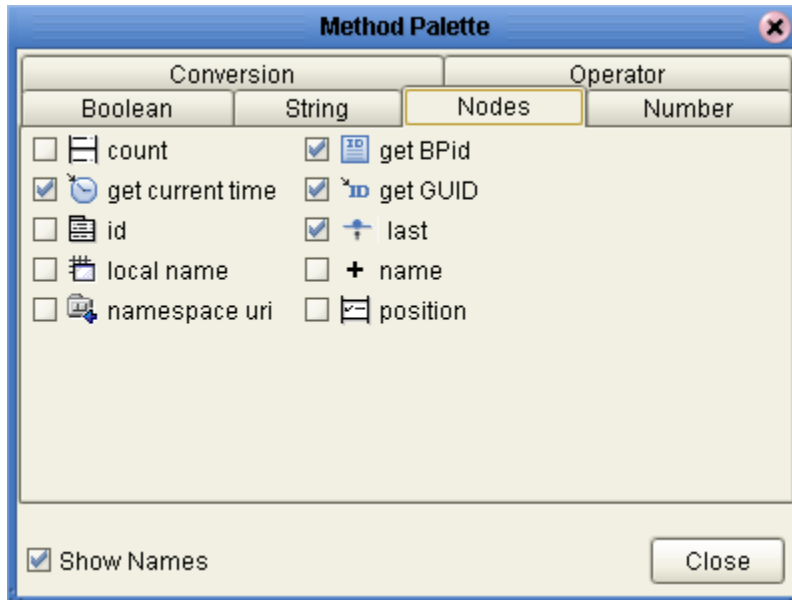 Method Palette
Conversion Operator
Boolean String Nodes Number
count get BPid
get current time ID get GUID
id last
local name name
namespace uri position
Show Names Close